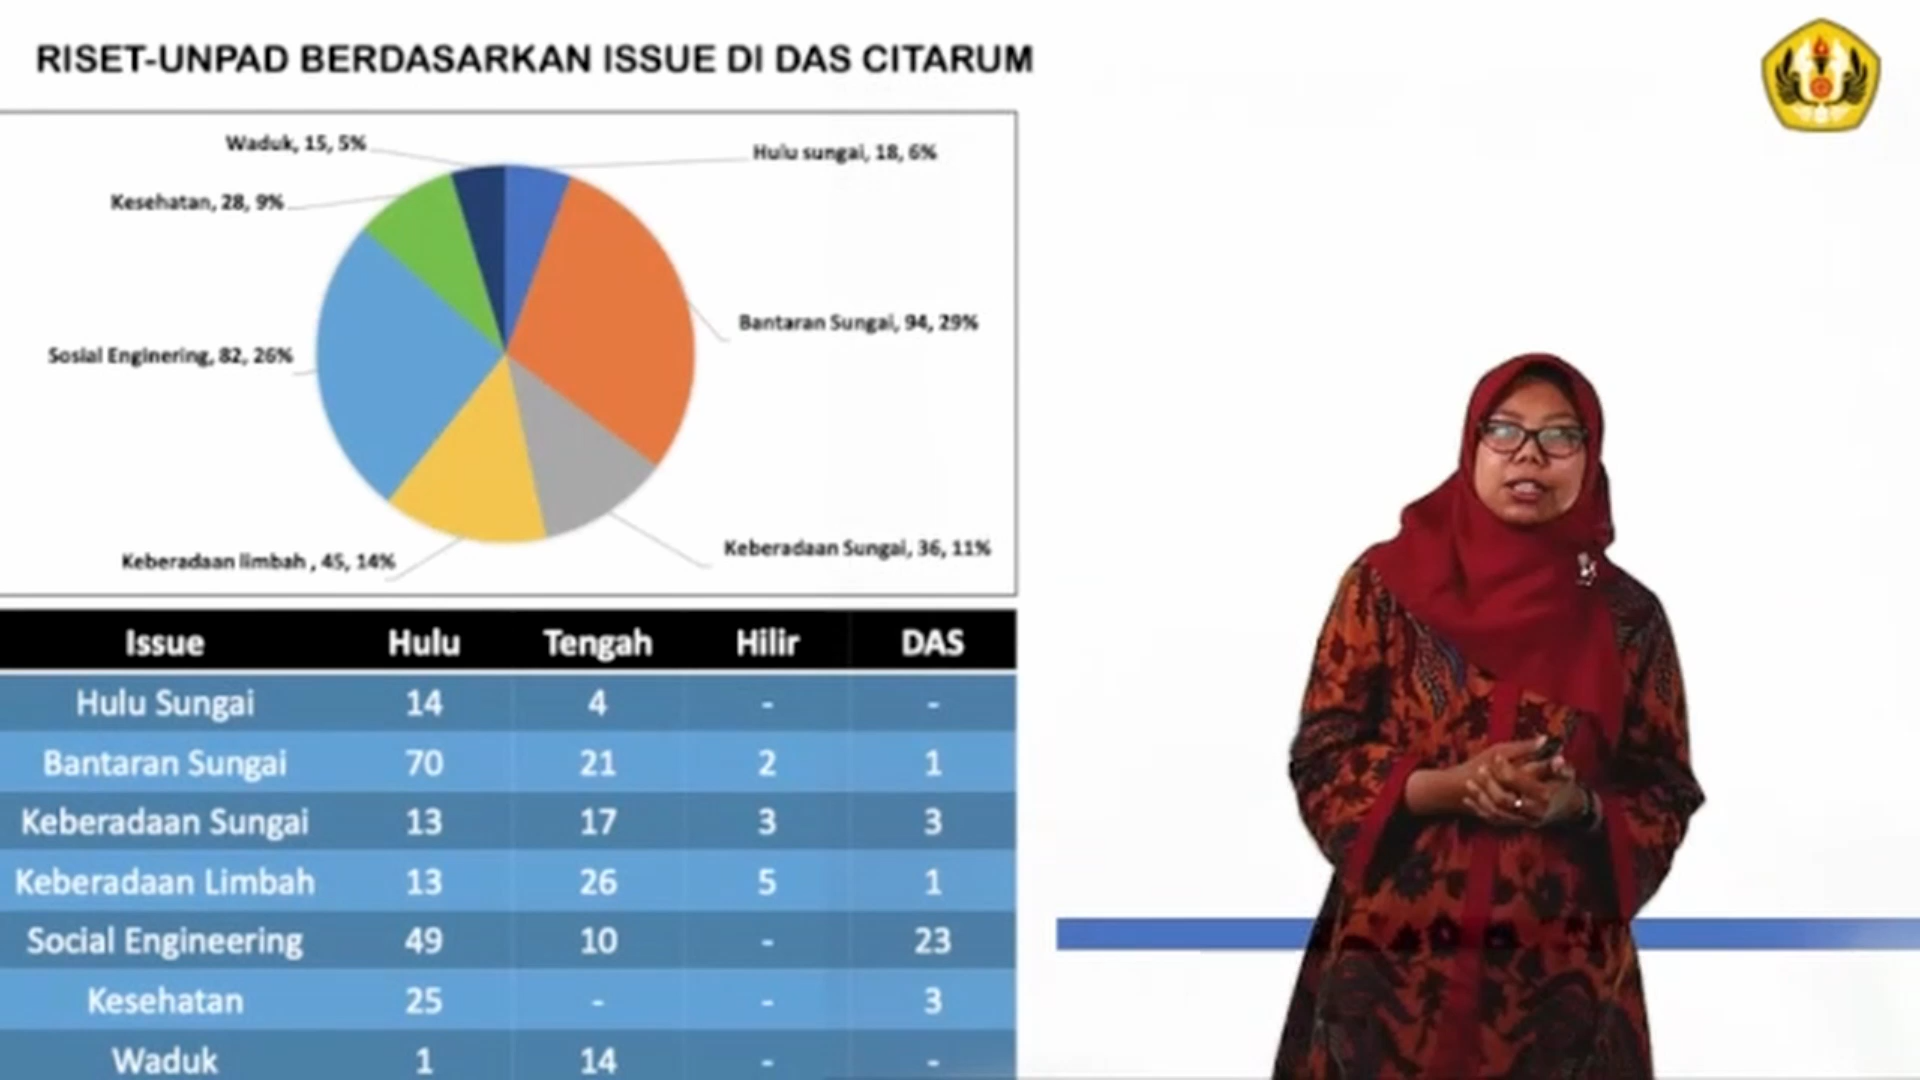 RISET-UNPAD BERDASARKAN ISSUE DI DAS CITARUM
Waduk, 15, 5%
Hulu sungai, 18, 6%
Kesehatan, 28, 9%
Bantaran Sungai, 94, 29%
Sosial Enginering, 82, 26%
Keberadaan Sungai, 36, 11%
Keberadaan limbah , 45, 14%
Issue Hulu Tengah Hilir DAS
Hulu Sungai 14 4 - -
Bantaran Sungai 70 21 2 1
Keberadaan Sungai 13 17 3 3
Keberadaan Limbah 13 26 5 1
Social Engineering 49 10 - 23
Kesehatan 25 - - 3
Waduk 1 14 - -